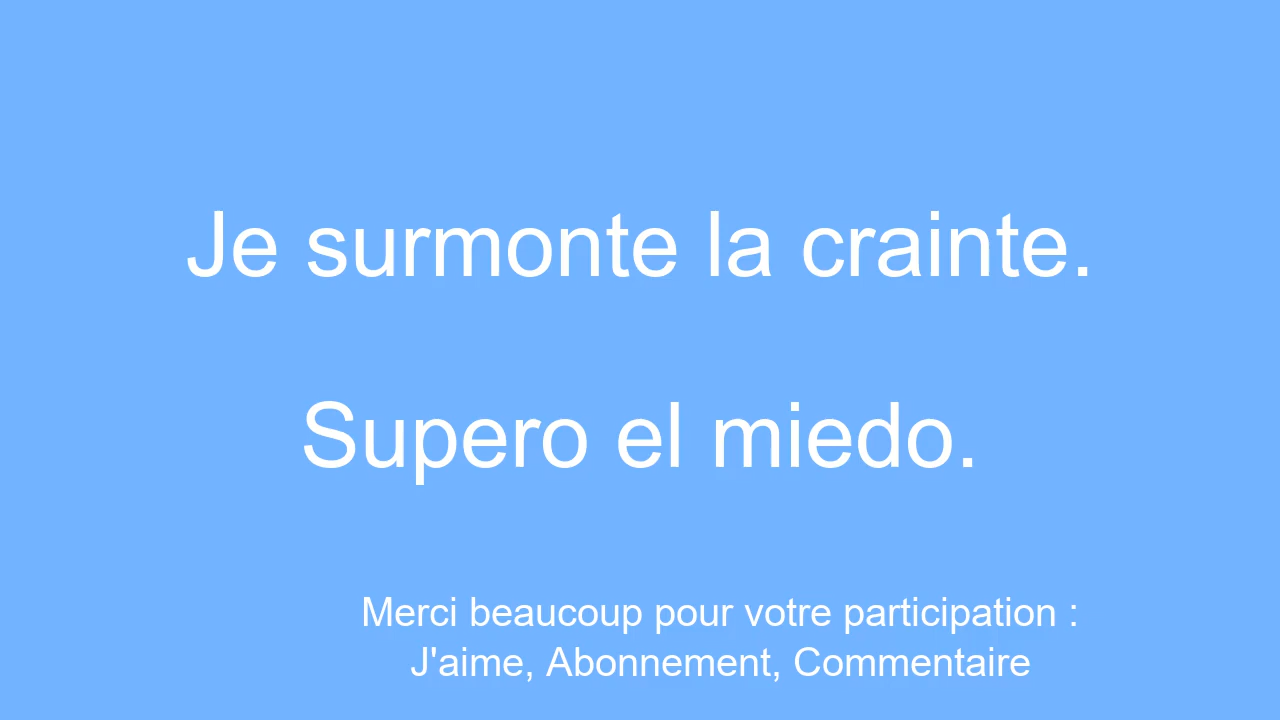 Je surmonte la crainte.
Supero el miedo.
Merci beaucoup pour votre participation :
J'aime, Abonnement, Commentaire